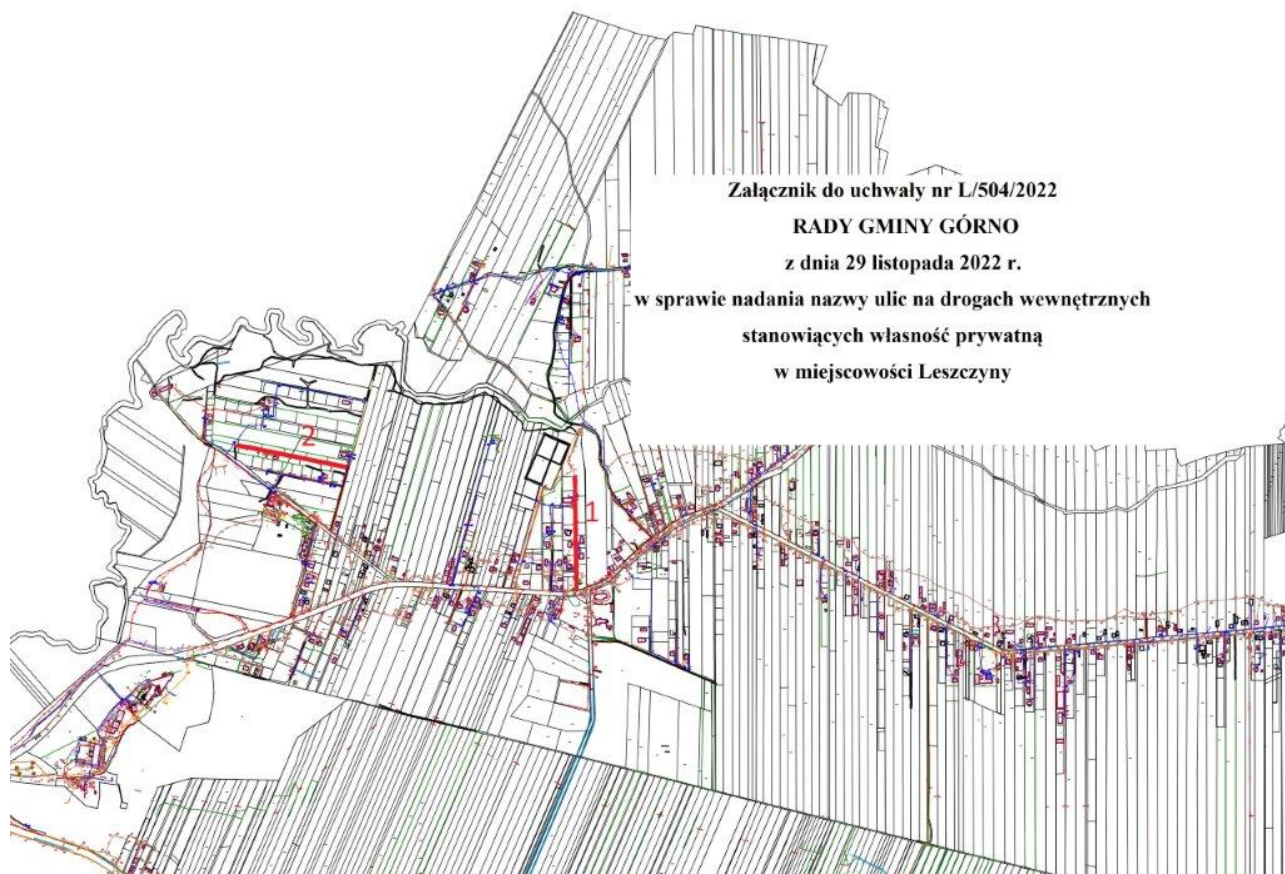 Załącznik do uchwały nr L/504/2022
RADY GMINY GÓRNO
z dnia 29 listopada 2022 r.
w sprawie nadania nazwy ulic na drogach wewnętrznych
stanowiących własność prywatną
w miejscowości Leszczyny
2
1